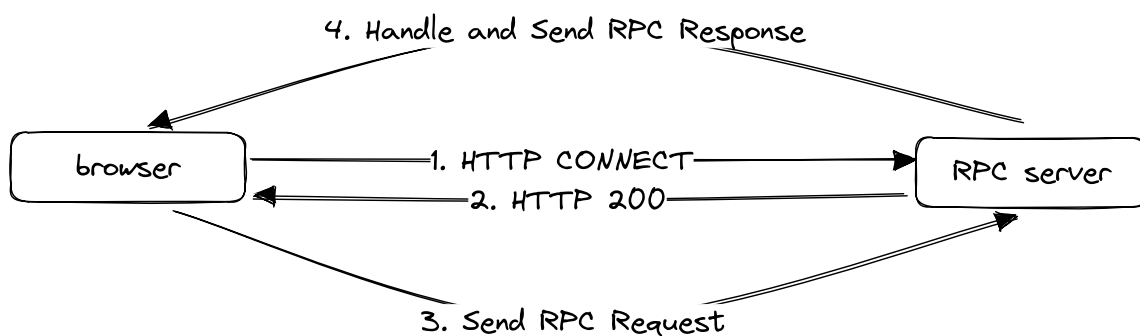 4. Handle and Send RPC Response
browser
1. HTTP CONNECT
RPC server
2. HTTP 200
3. Send RPC Request